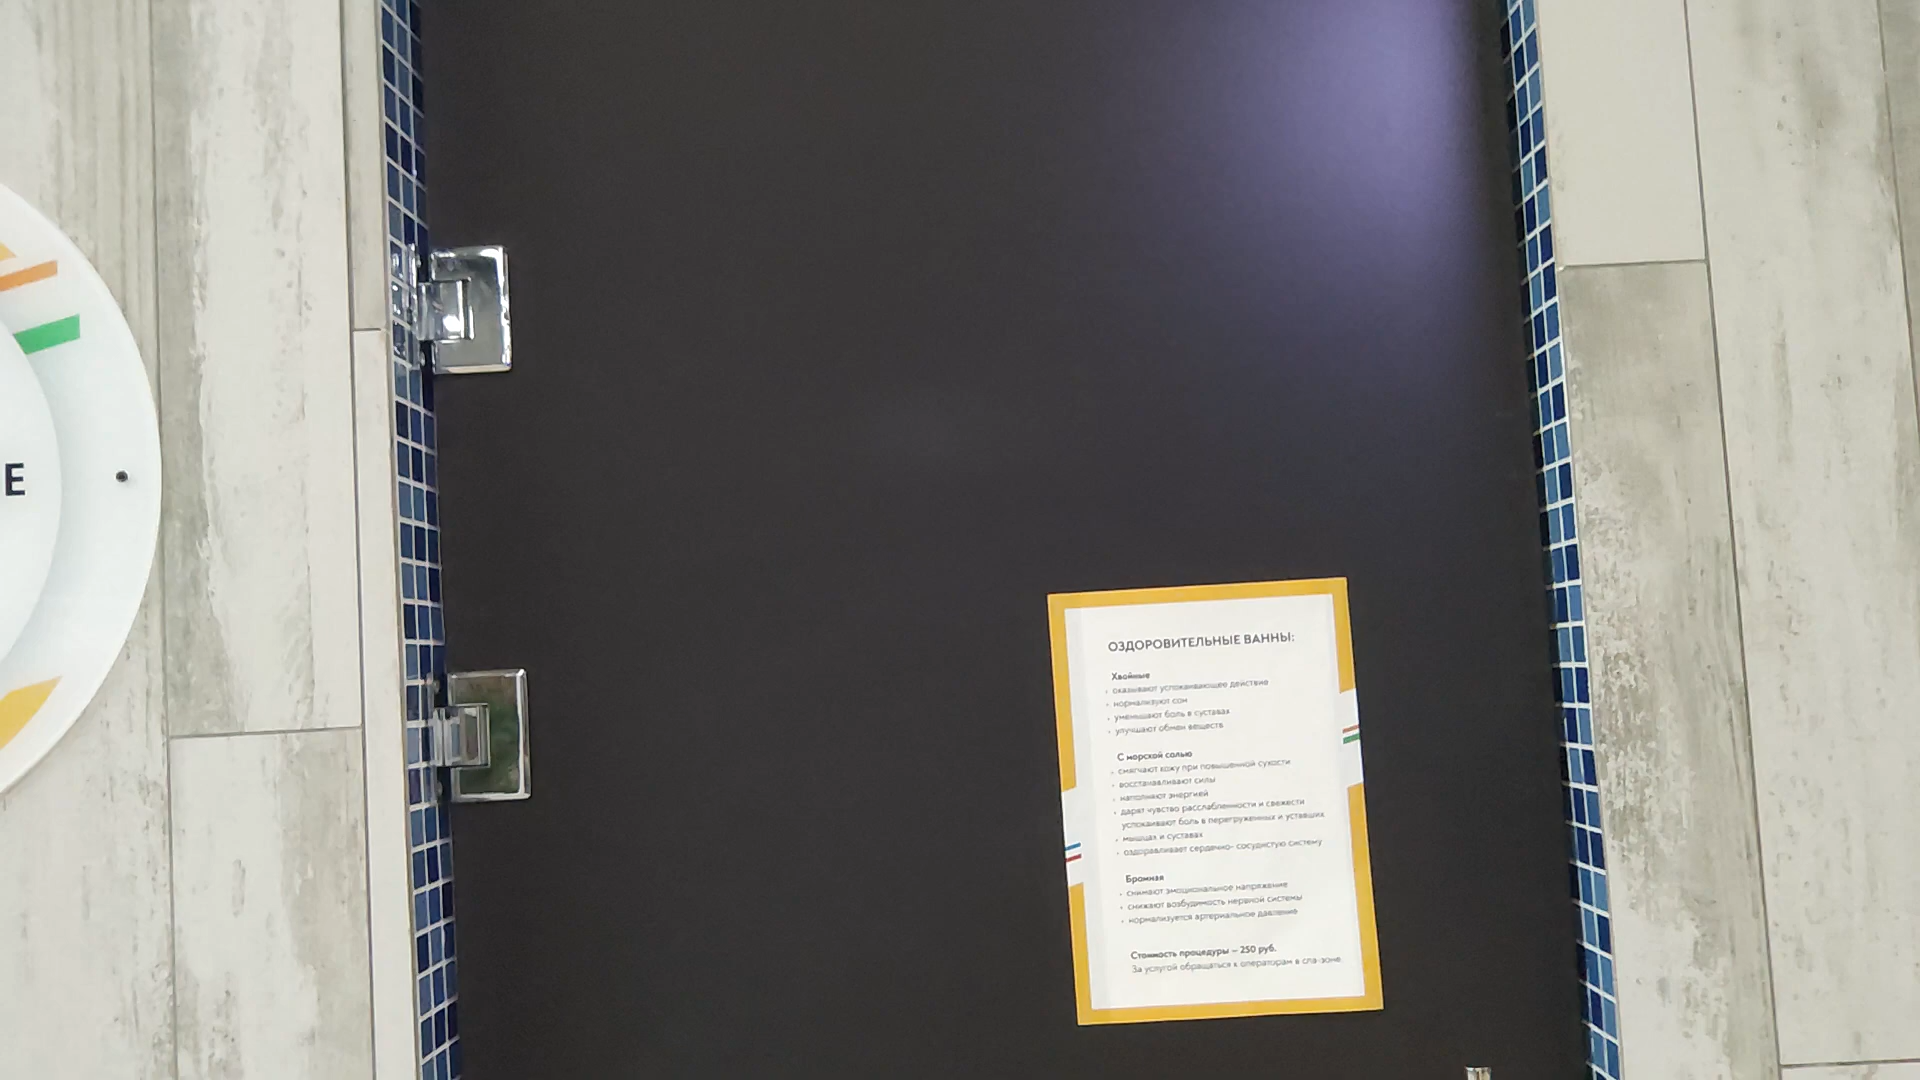 Е
ОЗДОРОВИТЕЛЬНЫЕ ВАННЫ:
Хвойные
• оказывают успокаивающее действие
• нормализуют сон
• уменьшают боль в суставах
• улучшают обмен веществ
С морской солью
• смягчают кожу при повышенной сухости
• восстанавливают силы
• наполняют энергией
• дарят чувство расслабленности и свежести
успокаивают боль в перегруженных и уставших
• мышцах и суставах
• оздоравливает сердечно- сосудистую систему
Бромная
• снимают эмоциональное напряжение
• снижают возбудимость нервной системы
• нормализуется артериальное давление
Стоимость процедуры – 250 руб.
За услугой обращаться к операторам в спа-зоне.